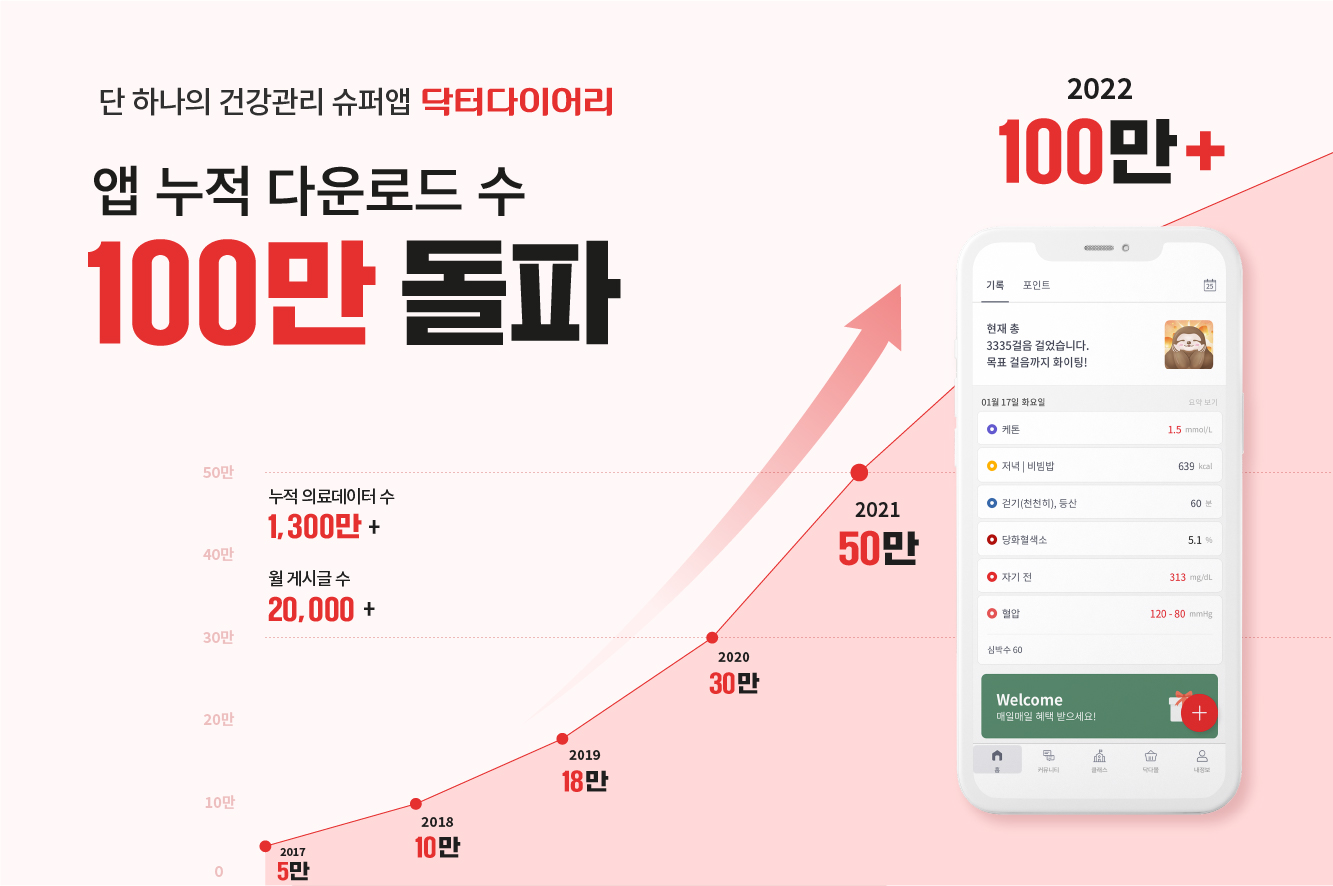 단 하나의 건강관리 슈퍼앱 닥터다이어리
앱 누적 다운로드 수
100만 돌파
2022
100만+
50만
40만
30만
20만
10만
0
누적 의료데이터 수
1,300만 +
월 게시글 수
20,000 +
2017
5만
2018
10만
2019
18만
2020
30만
2021
50만
기록 포인트 25
현재 총
3335걸음 걸었습니다.
목표 걸음까지 화이팅!
01월 17일 화요일 요약 보기
케톤 1.5 mmol/L
저녁 | 비빔밥 639 kcal
걷기(천천히), 등산 60 분
당화혈색소 5.1 %
자기 전 313 mg/dL
혈압 120 - 80 mmHg
심박수 60
Welcome
매일매일 혜택 받으세요!
홈 커뮤니티 클래스 닥다몰 내정보